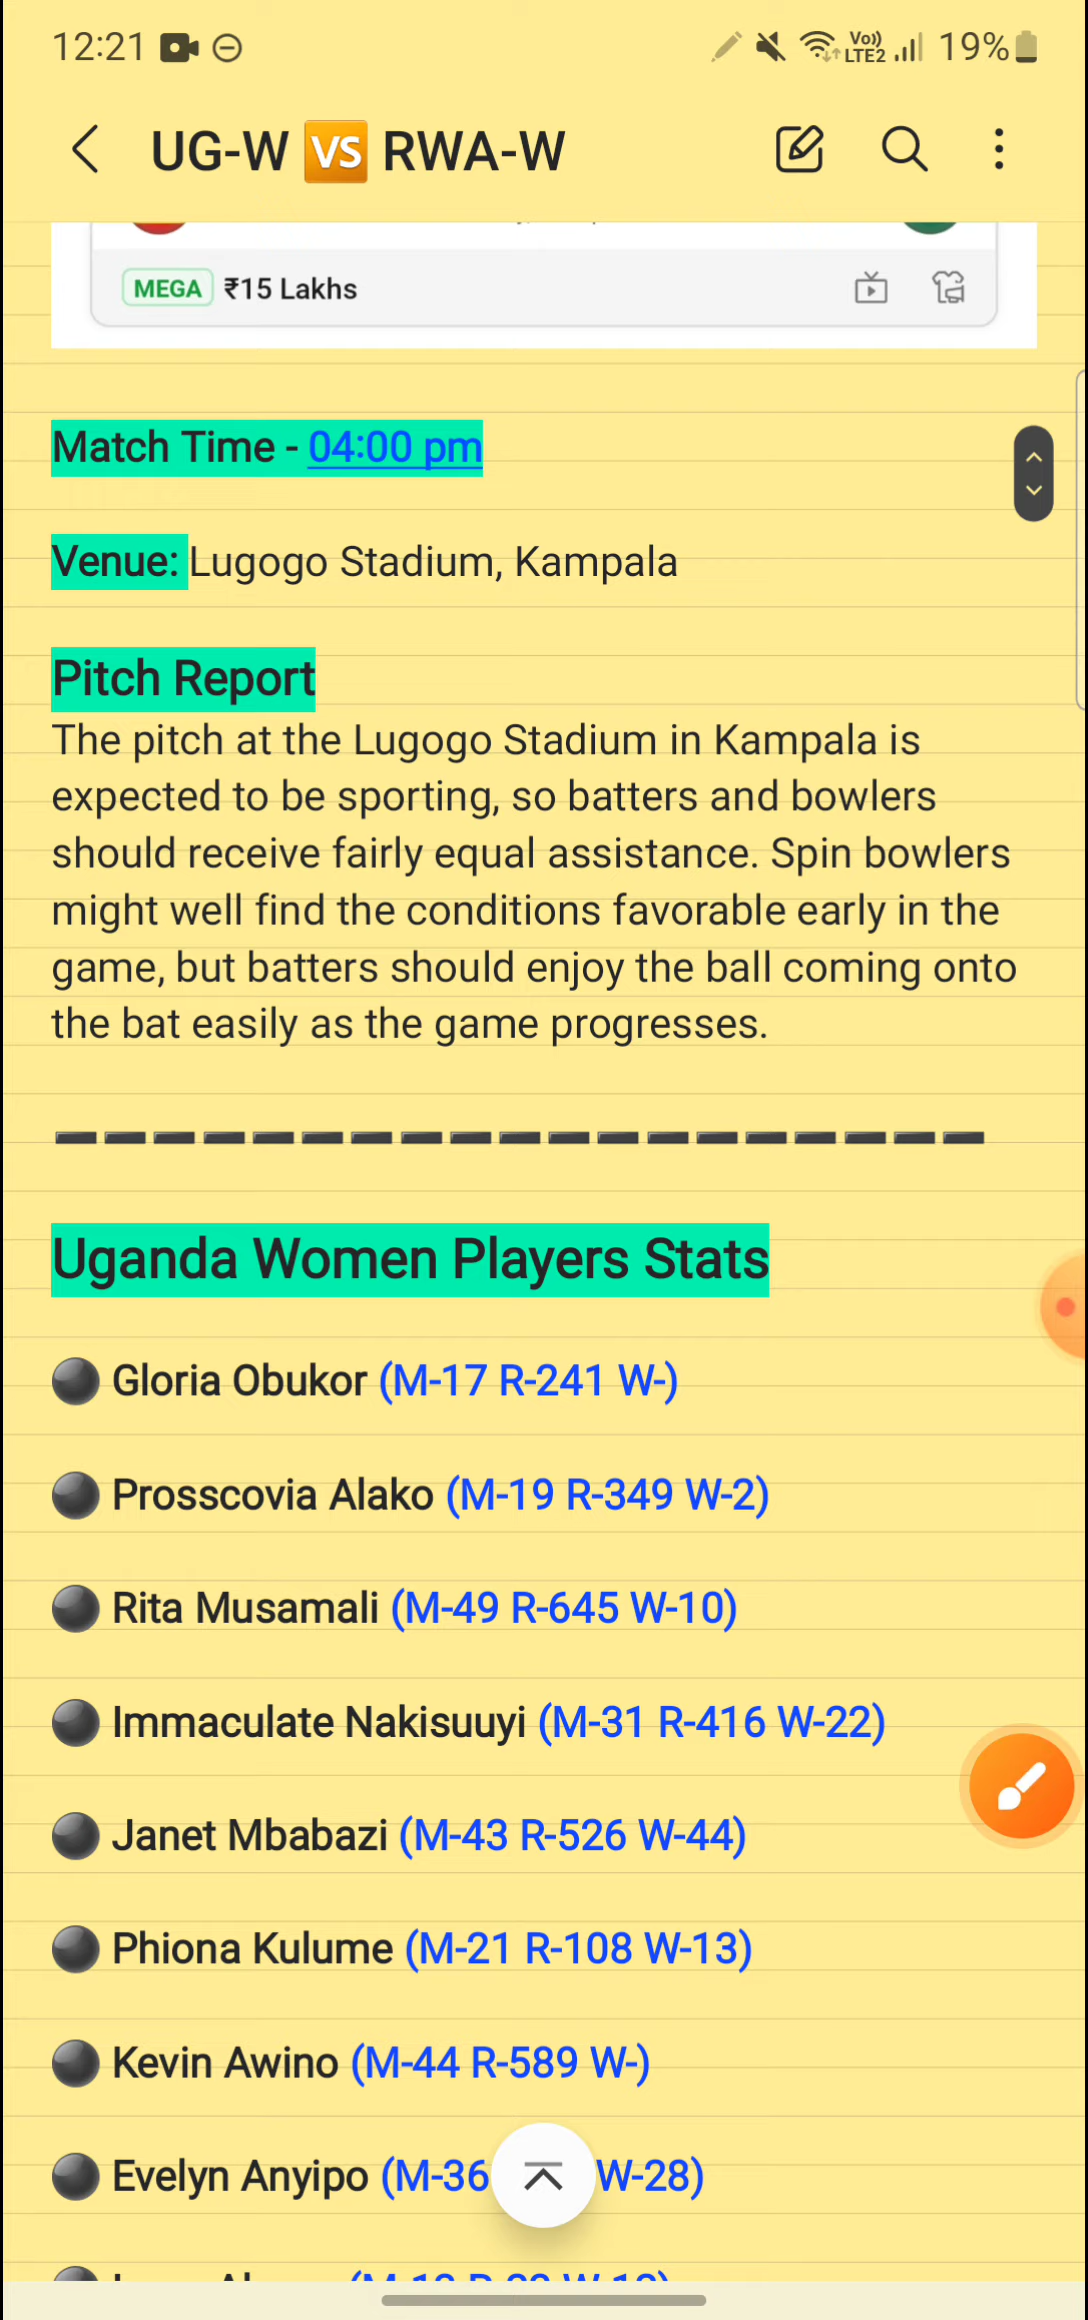 12:21 Vo)) LTE2 19%
UG-W VS RWA-W
MEGA ₹15 Lakhs
Match Time - 04:00 pm
Venue: Lugogo Stadium, Kampala
Pitch Report
The pitch at the Lugogo Stadium in Kampala is
expected to be sporting, so batters and bowlers
should receive fairly equal assistance. Spin bowlers
might well find the conditions favorable early in the
game, but batters should enjoy the ball coming onto
the bat easily as the game progresses.
Uganda Women Players Stats
Gloria Obukor (M-17 R-241 W-)
Prosscovia Alako (M-19 R-349 W-2)
Rita Musamali (M-49 R-645 W-10)
Immaculate Nakisuuyi (M-31 R-416 W-22)
Janet Mbabazi (M-43 R-526 W-44)
Phiona Kulume (M-21 R-108 W-13)
Kevin Awino (M-44 R-589 W-)
Evelyn Anyipo (M-36 W-28)